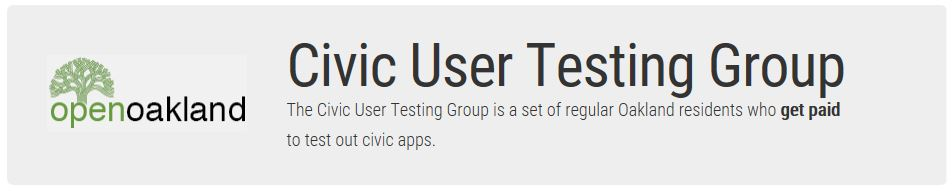 openoakland
Civic User Testing Group
The Civic User Testing Group is a set of regular Oakland residents who get paid
to test out civic apps.